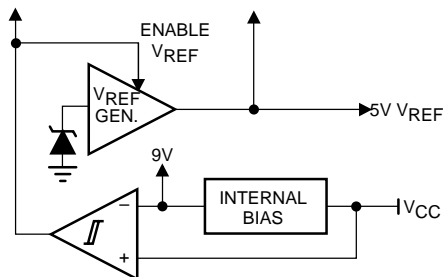 ENABLE
VREF
VREF
GEN.
5V VREF
9V
INTERNAL
BIAS
VCC
−
+